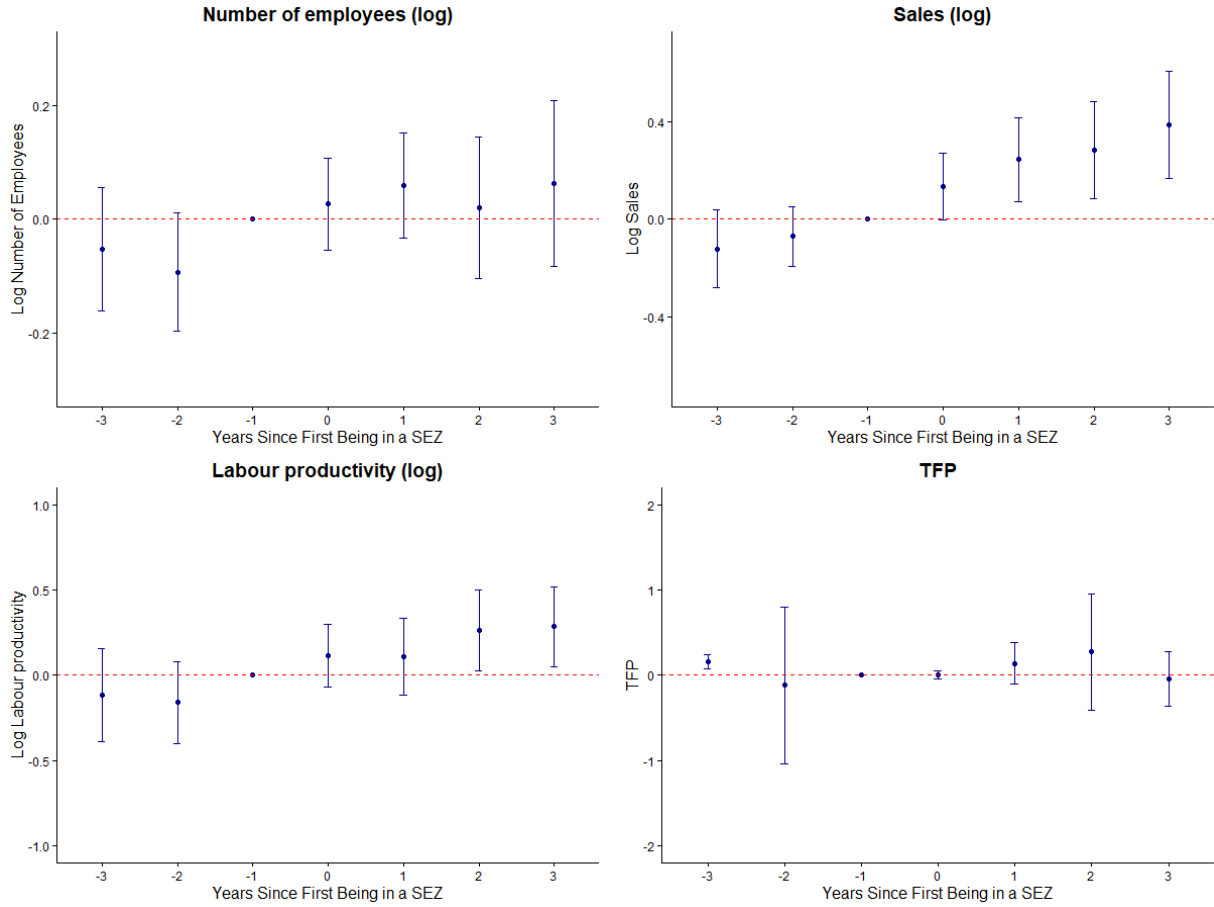 Number of employees (log)
Log Number of Employees
0.2
0.0
-0.2
-3 -2 -1 0 1 2 3
Years Since First Being in a SEZ
Sales (log)
Log Sales
0.4
0.0
-0.4
-3 -2 -1 0 1 2 3
Years Since First Being in a SEZ
Labour productivity (log)
Log Labour productivity
1.0
0.5
0.0
-0.5
-1.0
-3 -2 -1 0 1 2 3
Years Since First Being in a SEZ
TFP
TFP
2
1
0
-1
-2
-3 -2 -1 0 1 2 3
Years Since First Being in a SEZ